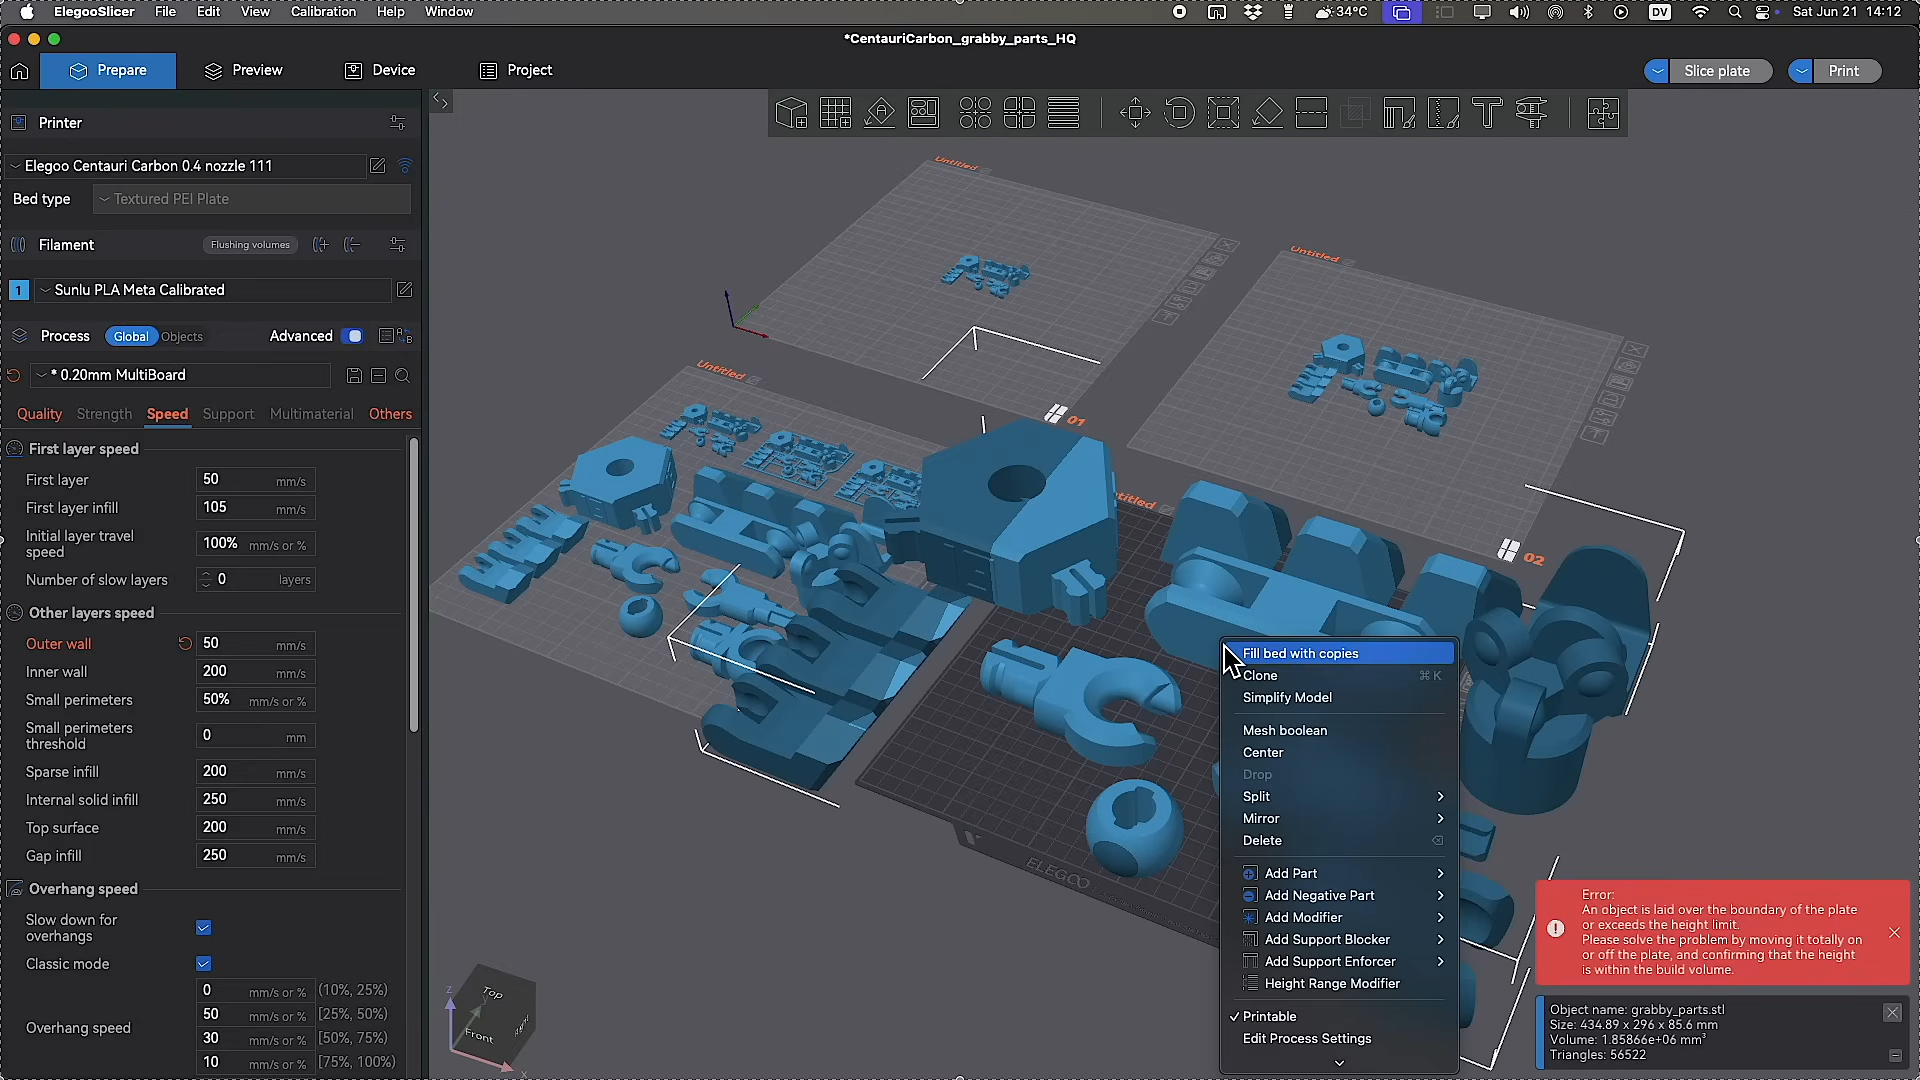 ElegooSlicer File Edit View Calibration Help Window
34°C DV Sat Jun 21 14:12
*CentauriCarbon_grabby_parts_HQ
Prepare Preview Device Project
Slice plate Print
Printer
Elegoo Centauri Carbon 0.4 nozzle 111
Bed type Textured PEI Plate
Filament Flushing volumes
1 Sunlu PLA Meta Calibrated
Process Global Objects Advanced
* 0.20mm MultiBoard
Quality Strength Speed Support Multimaterial Others
First layer speed
First layer 50 mm/s
First layer infill 105 mm/s
Initial layer travel
speed 100% mm/s or %
Number of slow layers 0 layers
Other layers speed
Outer wall 50 mm/s
Inner wall 200 mm/s
Small perimeters 50% mm/s or %
Small perimeters
threshold 0 mm
Sparse infill 200 mm/s
Internal solid infill 250 mm/s
Top surface 200 mm/s
Gap infill 250 mm/s
Overhang speed
Slow down for
overhangs
Classic mode
0 mm/s or % (10%, 25%)
Overhang speed
50 mm/s or % [25%, 50%)
30 mm/s or % [50%, 75%)
10 mm/s or % [75%, 100%)
Untitled
Untitled
Untitled
Untitled
01
02
ELEGOO
Top
Front
Right
z
y
x
Fill bed with copies
Clone ⌘ K
Simplify Model
Mesh boolean
Center
Drop
Split
Mirror
Delete
Add Part
Add Negative Part
Add Modifier
Add Support Blocker
Add Support Enforcer
Height Range Modifier
Printable
Edit Process Settings
Error:
An object is laid over the boundary of the plate
or exceeds the height limit.
Please solve the problem by moving it totally on
or off the plate, and confirming that the height
is within the build volume.
Object name: grabby_parts.stl
Size: 434.89 x 296 x 85.6 mm
Volume: 1.85866e+06 mm³
Triangles: 56522